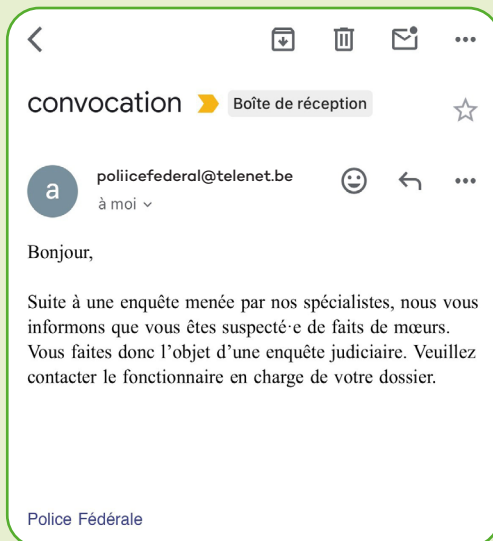 convocation
Boîte de réception
a
poliicefederal@telenet.be
à moi
Bonjour,
Suite à une enquête menée par nos spécialistes, nous vous
informons que vous êtes suspecté·e de faits de mœurs.
Vous faites donc l’objet d’une enquête judiciaire. Veuillez
contacter le fonctionnaire en charge de votre dossier.
Police Fédérale